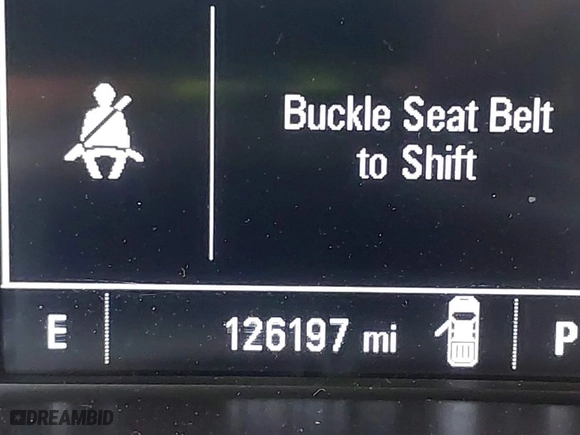 Buckle Seat Belt
to Shift
E 126197 mi P
DREAMBID